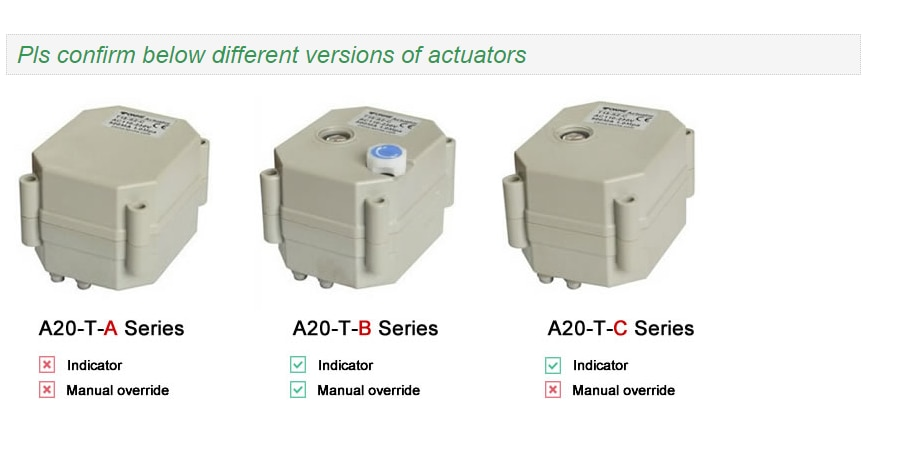 Pls confirm below different versions of actuators
A20-T-A Series
A20-T-B Series
A20-T-C Series
Indicator
Indicator
Indicator
Manual override
Manual override
Manual override